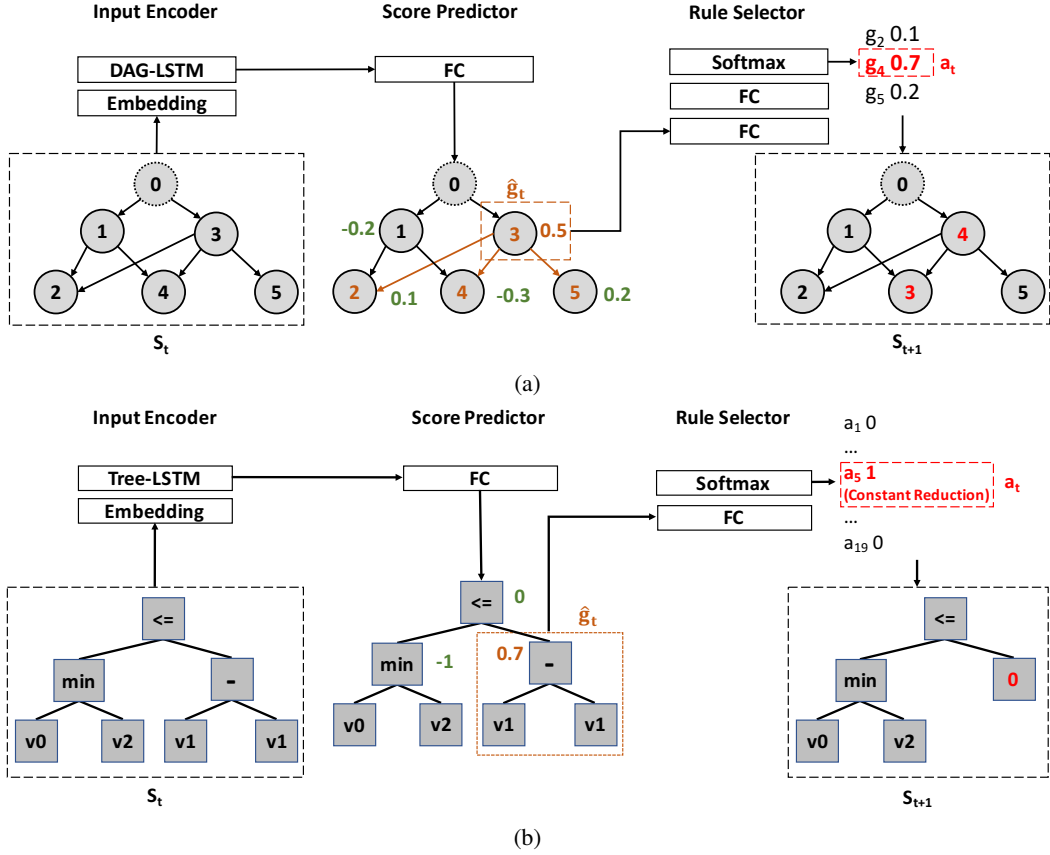 Input Encoder Score Predictor Rule Selector
g2 0.1
DAG-LSTM FC Softmax g4 0.7 at
Embedding FC g5 0.2
FC
0 0 ĝt 0
1 3 -0.2 1 3 0.5 1 4
2 4 5 2 0.1 4 -0.3 5 0.2 2 3 5
St St+1
(a)
Input Encoder Score Predictor Rule Selector
a1 0
...
Tree-LSTM FC Softmax a5 1 at
(Constant Reduction)
Embedding FC ...
a19 0
<= <= 0 ĝt <=
min - min -1 0.7 - min 0
v0 v2 v1 v1 v0 v2 v1 v1 v0 v2
St St+1
(b)